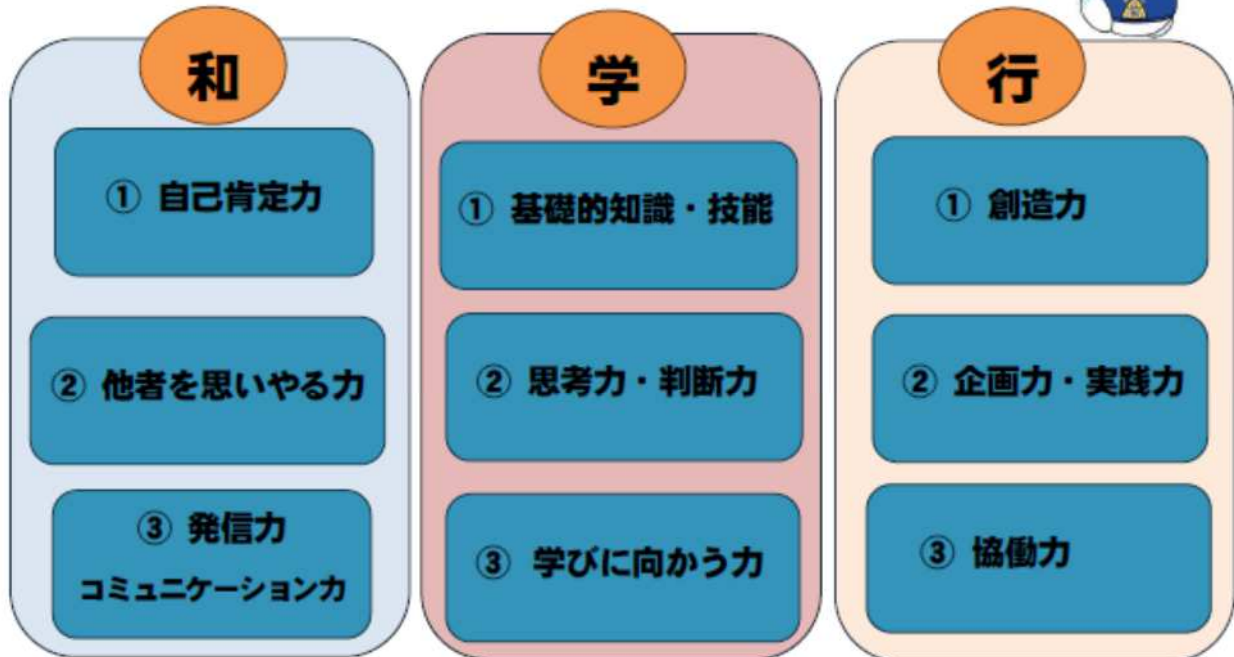 和
① 自己肯定力
② 他者を思いやる力
③ 発信力
コミュニケーション力
学
① 基礎的知識・技能
② 思考力・判断力
③ 学びに向かう力
行
① 創造力
② 企画力・実践力
③ 協働力